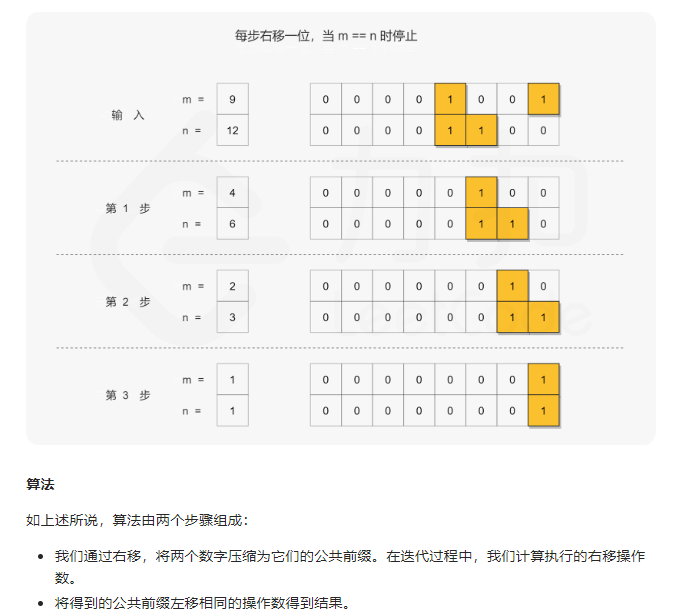 每步右移一位，当 m == n 时停止
输 入
m = 9 0 0 0 0 1 0 0 1
n = 12 0 0 0 0 1 1 0 0
第 1 步
m = 4 0 0 0 0 0 1 0 0
n = 6 0 0 0 0 0 1 1 0
第 2 步
m = 2 0 0 0 0 0 0 1 0
n = 3 0 0 0 0 0 0 1 1
第 3 步
m = 1 0 0 0 0 0 0 0 1
n = 1 0 0 0 0 0 0 0 1
算法
如上述所说，算法由两个步骤组成：
• 我们通过右移，将两个数字压缩为它们的公共前缀。在迭代过程中，我们计算执行的右移操作
数。
• 将得到的公共前缀左移相同的操作数得到结果。